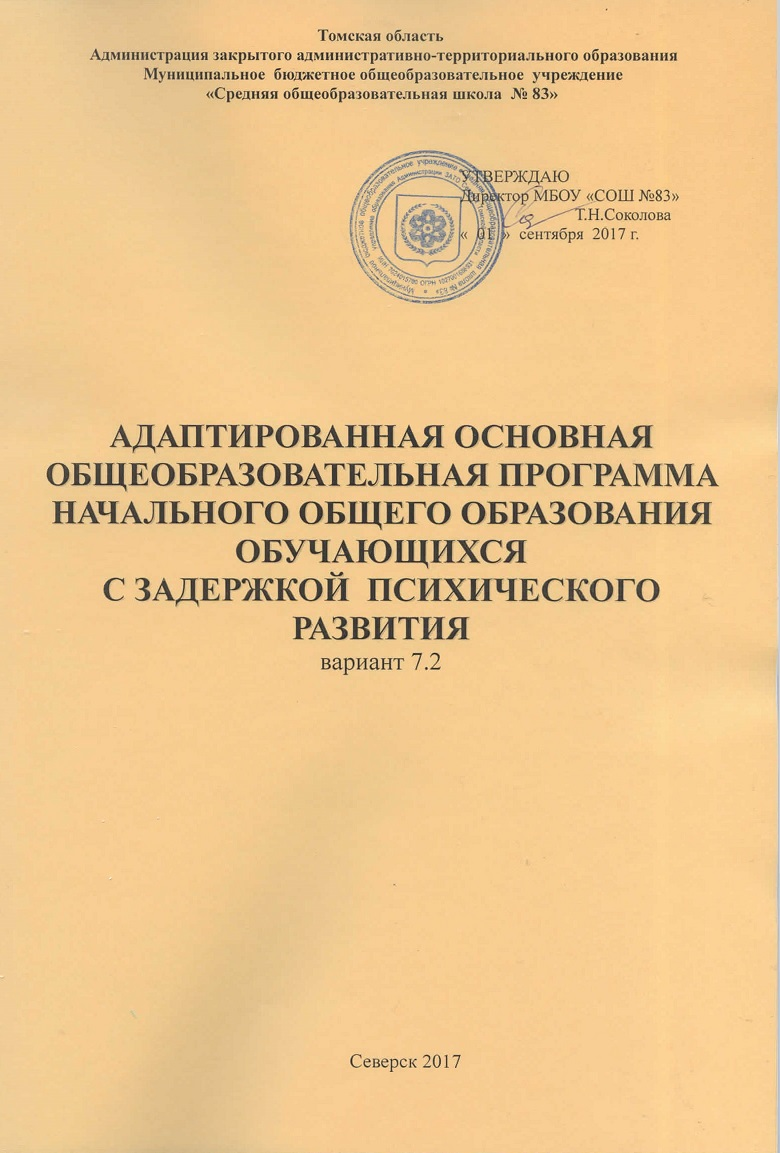 Томская область
Администрация закрытого административно-территориального образования
Муниципальное бюджетное общеобразовательное учреждение
«Средняя общеобразовательная школа № 83»
УТВЕРЖДАЮ
Директор МБОУ «СОШ №83»
Т.Н.Соколова
« 01 » сентября 2017 г.
АДАПТИРОВАННАЯ ОСНОВНАЯ
ОБЩЕОБРАЗОВАТЕЛЬНАЯ ПРОГРАММА
НАЧАЛЬНОГО ОБЩЕГО ОБРАЗОВАНИЯ
ОБУЧАЮЩИХСЯ
С ЗАДЕРЖКОЙ ПСИХИЧЕСКОГО
РАЗВИТИЯ
вариант 7.2
Северск 2017